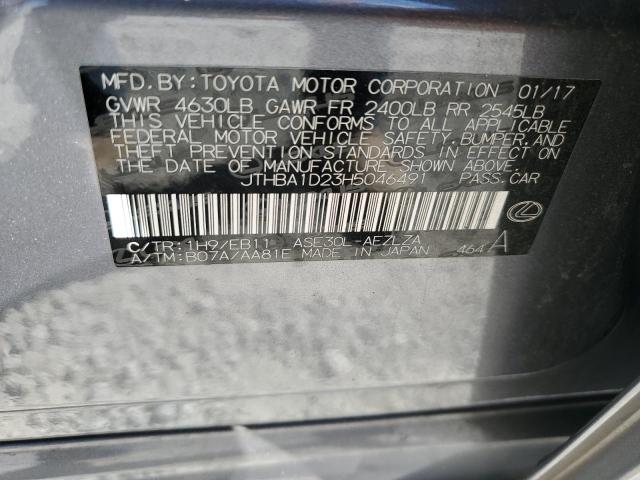 MFD. BY: TOYOTA MOTOR CORPORATION 01/17
GVWR 4630LB GAWR FR 2400LB RR 2545LB
THIS VEHICLE CONFORMS TO ALL APPLICABLE
FEDERAL MOTOR VEHICLE SAFETY, BUMPER, AND
THEFT PREVENTION STANDARDS IN EFFECT ON
THE DATE OF MANUFACTURE SHOWN ABOVE.
JTHBA1D23H5046491 PASS. CAR
C/TR: 1H9/EB11 ASE30L-AEZLZA
A/TM: B07A/AA81E MADE IN JAPAN 464 A